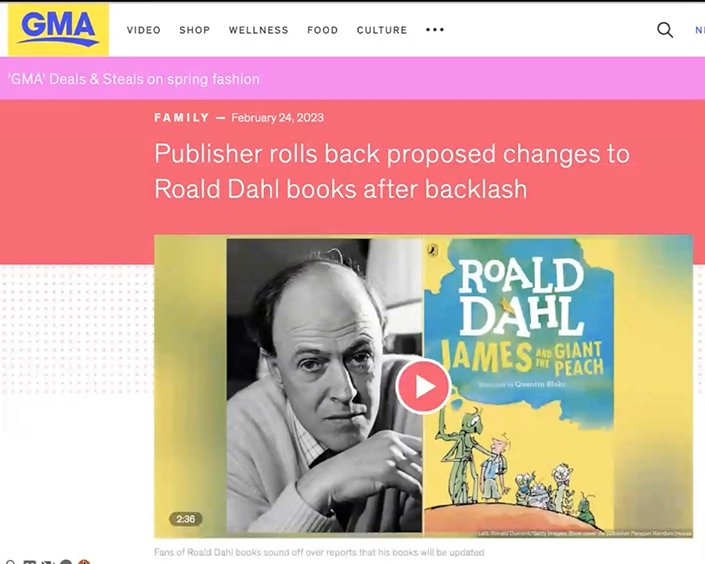 GMA
VIDEO SHOP WELLNESS FOOD CULTURE
'GMA' Deals & Steals on spring fashion
FAMILY — February 24, 2023
Publisher rolls back proposed changes to
Roald Dahl books after backlash
ROALD
DAHL
JAMES AND THE GIANT
PEACH
Illustrated by Quentin Blake
2:36
Left: Ronald Dumont/Getty Images, Book cover via publisher Penguin Random House
Fans of Roald Dahl books sound off over reports that his books will be updated